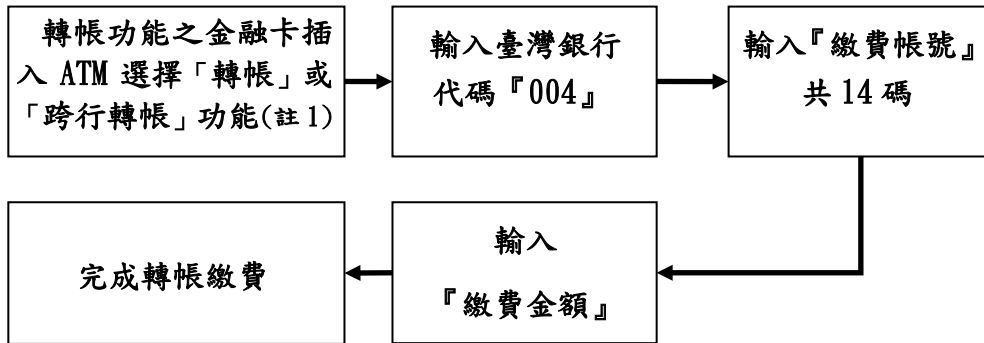 轉帳功能之金融卡插
入 ATM 選擇「轉帳」或
「跨行轉帳」功能(註1)
輸入臺灣銀行
代碼『004』
輸入『繳費帳號』
共14碼
輸入
『繳費金額』
完成轉帳繳費